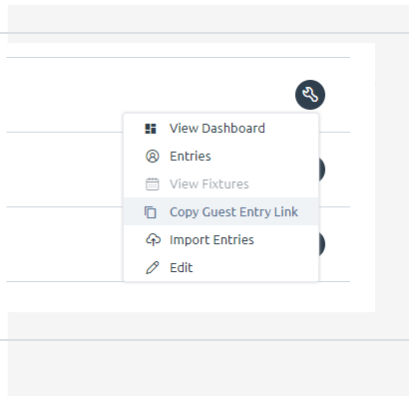 View Dashboard
Entries
View Fixtures
Copy Guest Entry Link
Import Entries
Edit